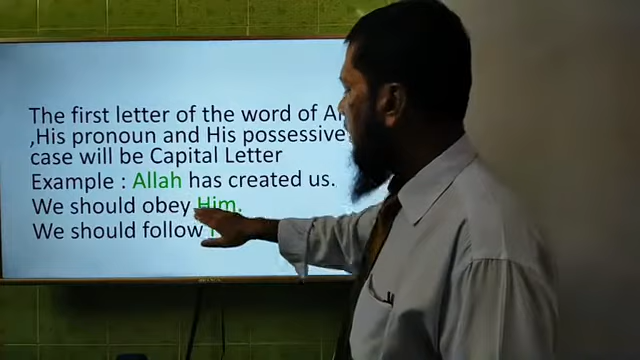 The first letter of the word of
,His pronoun and His possessive
case will be Capital Letter
Example : Allah has created us.
We should obey Him.
We should follow